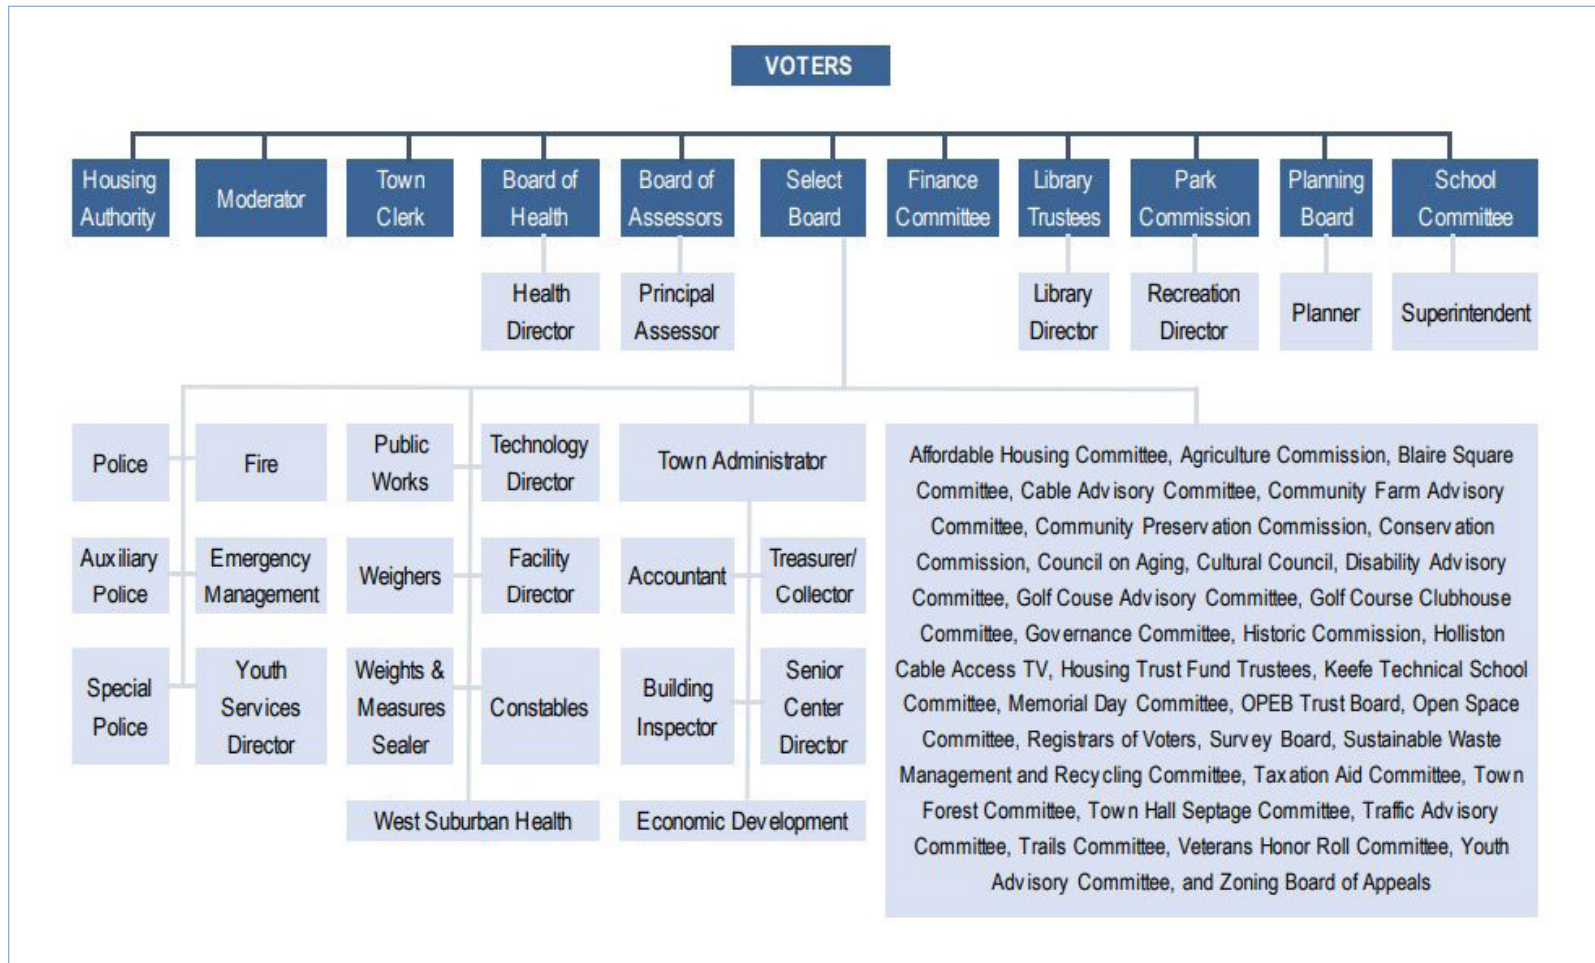 VOTERS
Housing
Authority
Moderator
Town
Clerk
Board of
Health
Board of
Assessors
Select
Board
Finance
Committee
Library
Trustees
Park
Commission
Planning
Board
School
Committee
Health
Director
Principal
Assessor
Library
Director
Recreation
Director
Planner
Superintendent
Police
Fire
Public
Works
Technology
Director
Town Administrator
Auxiliary
Police
Emergency
Management
Weighers
Facility
Director
Accountant
Treasurer/
Collector
Special
Police
Youth
Services
Director
Weights &
Measures
Sealer
Constables
Building
Inspector
Senior
Center
Director
West Suburban Health
Economic Development
Affordable Housing Committee, Agriculture Commission, Blaire Square
Committee, Cable Advisory Committee, Community Farm Advisory
Committee, Community Preservation Commission, Conservation
Commission, Council on Aging, Cultural Council, Disability Advisory
Committee, Golf Couse Advisory Committee, Golf Course Clubhouse
Committee, Governance Committee, Historic Commission, Holliston
Cable Access TV, Housing Trust Fund Trustees, Keefe Technical School
Committee, Memorial Day Committee, OPEB Trust Board, Open Space
Committee, Registrars of Voters, Survey Board, Sustainable Waste
Management and Recycling Committee, Taxation Aid Committee, Town
Forest Committee, Town Hall Septage Committee, Traffic Advisory
Committee, Trails Committee, Veterans Honor Roll Committee, Youth
Advisory Committee, and Zoning Board of Appeals